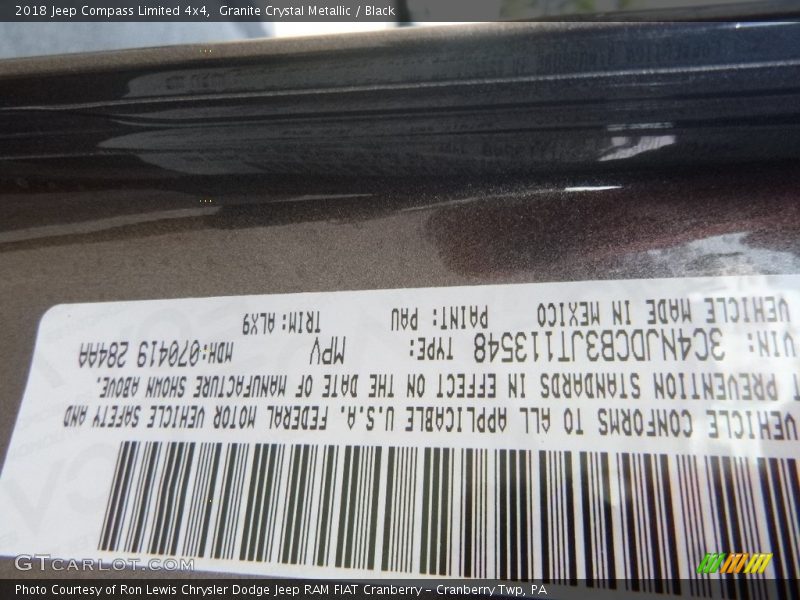 2018 Jeep Compass Limited 4x4,  Granite Crystal Metallic / Black
VEHICLE CONFORMS TO ALL APPLICABLE U.S.A. FEDERAL MOTOR VEHICLE SAFETY AND
PREVENTION STANDARDS IN EFFECT ON THE DATE OF MANUFACTURE SHOWN ABOVE.
VIN: 3C4NJDCB3JT113548 TYPE: MPV MDH:070419 284AA
VEHICLE MADE IN MEXICO PAINT: PAU TRIM: ALX9
GTCarLot.com
Photo Courtesy of Ron Lewis Chrysler Dodge Jeep RAM FIAT Cranberry – Cranberry Twp, PA